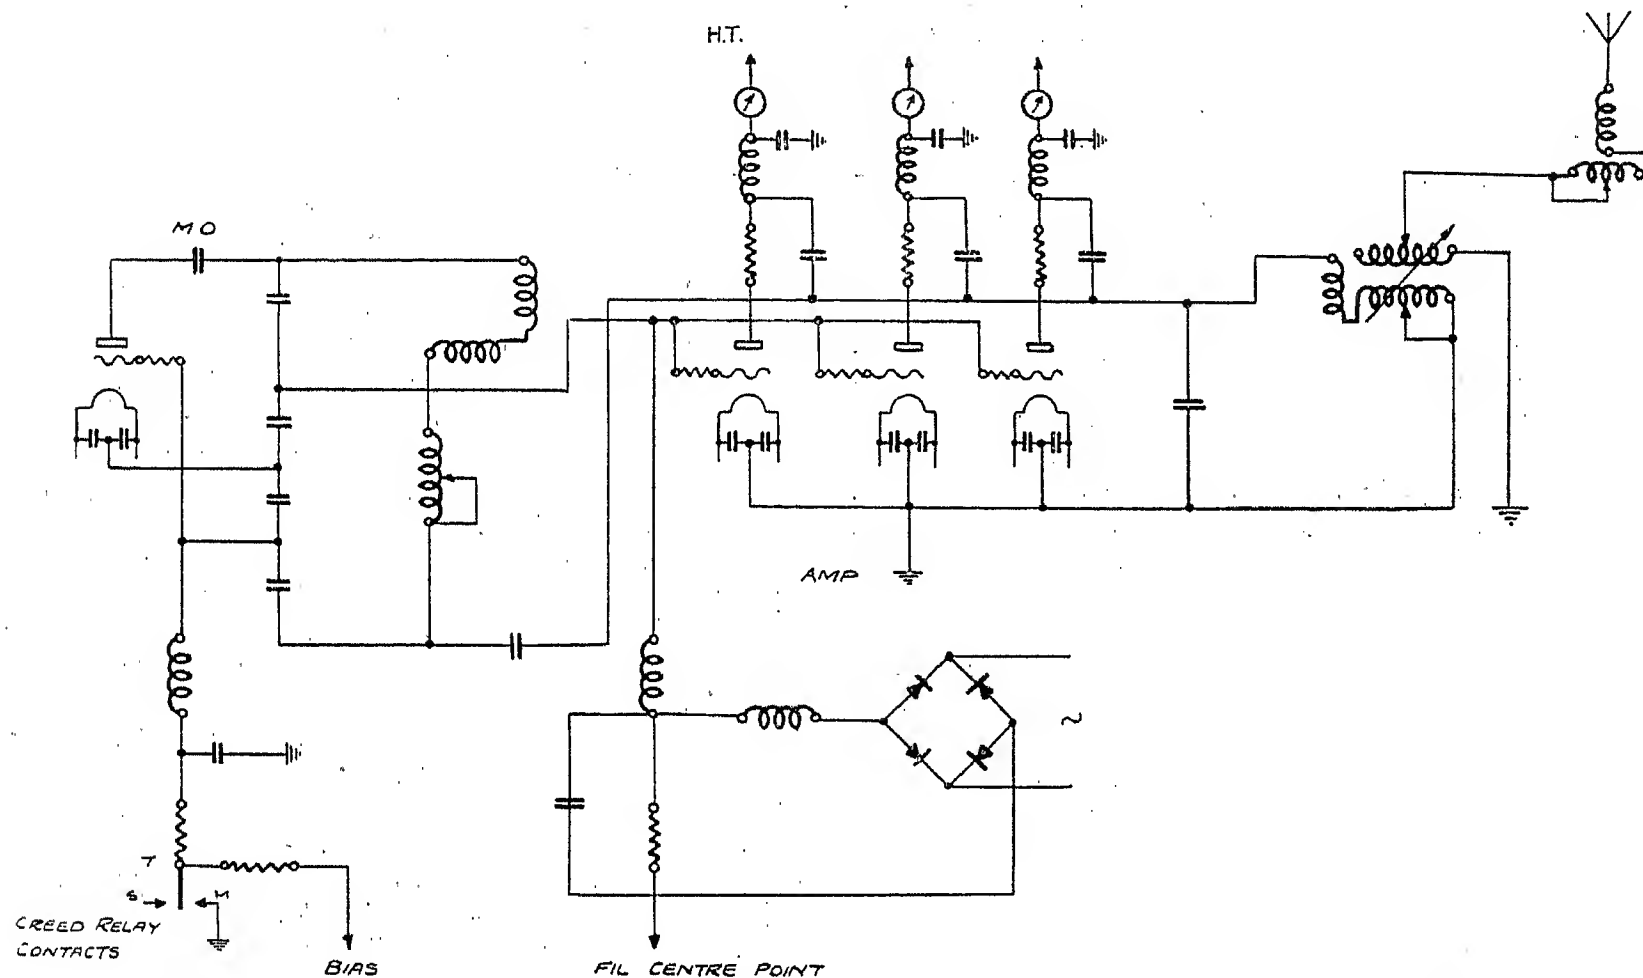 H.T.
MO
AMP
~
T
S M
CREED RELAY
CONTACTS
BIAS
FIL CENTRE POINT